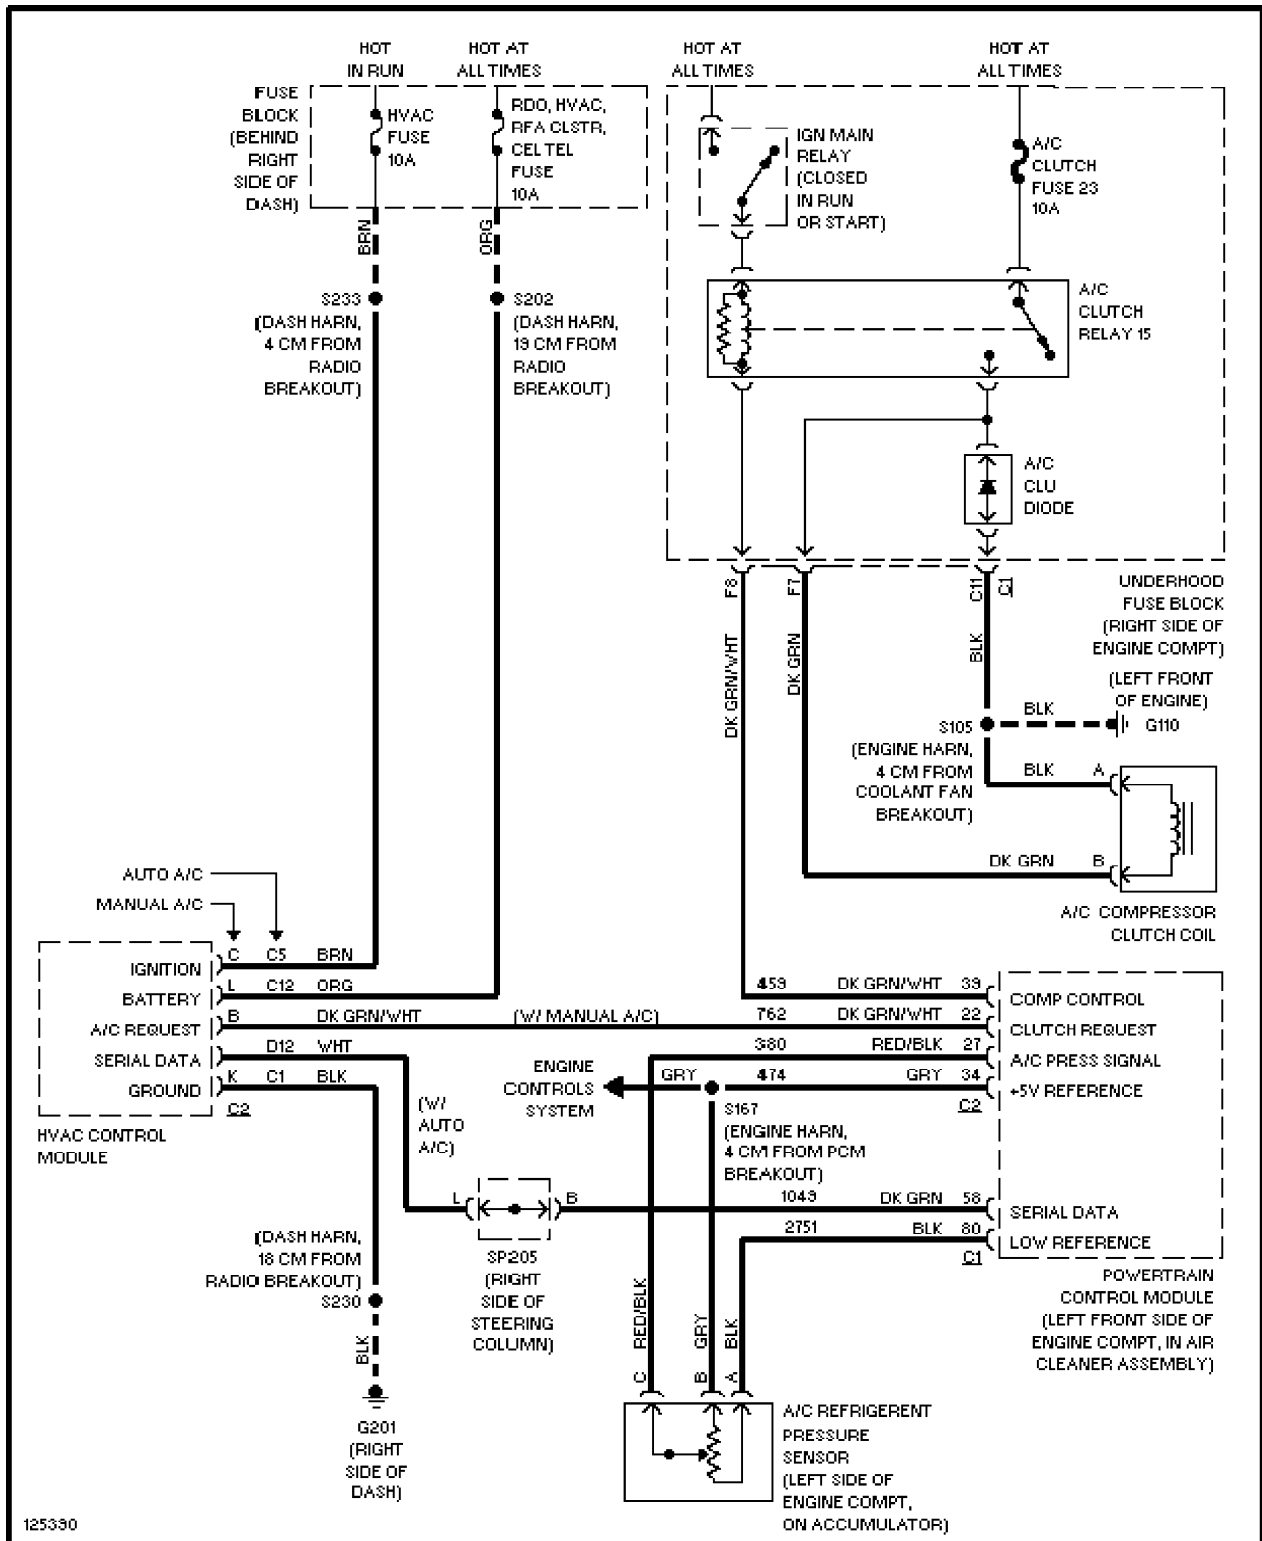 HOT
IN RUN
HOT AT
ALL TIMES
HOT AT
ALL TIMES
HOT AT
ALL TIMES
FUSE
BLOCK
(BEHIND
RIGHT
SIDE OF
DASH)
HVAC
FUSE
10A
RDO, HVAC,
RFA CLSTR,
CEL TEL
FUSE
10A
IGN MAIN
RELAY
(CLOSED
IN RUN
OR START)
A/C
CLUTCH
FUSE 23
10A
BRN
ORG
S233
(DASH HARN,
4 CM FROM
RADIO
BREAKOUT)
S202
(DASH HARN,
19 CM FROM
RADIO
BREAKOUT)
A/C
CLUTCH
RELAY 15
A/C
CLU
DIODE
F8
F7
C11
C1
UNDERHOOD
FUSE BLOCK
(RIGHT SIDE OF
ENGINE COMPT)
DK GRN/WHT
DK GRN
BLK
(LEFT FRONT
OF ENGINE)
BLK
G110
S105
(ENGINE HARN,
4 CM FROM
COOLANT FAN
BREAKOUT)
BLK
A
DK GRN
B
A/C COMPRESSOR
CLUTCH COIL
AUTO A/C
MANUAL A/C
IGNITION
C
C5
BRN
BATTERY
L
C12
ORG
A/C REQUEST
B
DK GRN/WHT
(W/ MANUAL A/C)
SERIAL DATA
D12
WHT
GROUND
K
C1
BLK
C2
HVAC CONTROL
MODULE
459
DK GRN/WHT
39
COMP CONTROL
762
DK GRN/WHT
22
CLUTCH REQUEST
380
RED/BLK
27
A/C PRESS SIGNAL
GRY
474
GRY
34
+5V REFERENCE
C2
ENGINE
CONTROLS
SYSTEM
(W/
AUTO
A/C)
S167
(ENGINE HARN,
4 CM FROM PCM
BREAKOUT)
L
B
1049
DK GRN
58
SERIAL DATA
2751
BLK
80
LOW REFERENCE
C1
SP205
(RIGHT
SIDE OF
STEERING
COLUMN)
(DASH HARN,
18 CM FROM
RADIO BREAKOUT)
S230
BLK
G201
(RIGHT
SIDE OF
DASH)
POWERTRAIN
CONTROL MODULE
(LEFT FRONT SIDE OF
ENGINE COMPT, IN AIR
CLEANER ASSEMBLY)
RED/BLK
GRY
BLK
C
B
A
A/C REFRIGERENT
PRESSURE
SENSOR
(LEFT SIDE OF
ENGINE COMPT,
ON ACCUMULATOR)
125390